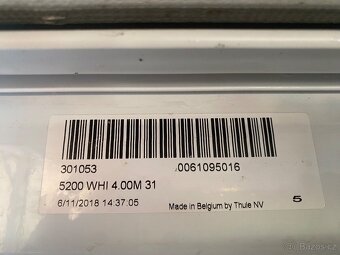 301053 0061095016
5200 WHI 4.00M 31
6/11/2018 14:37:05 Made in Belgium by Thule NV 5